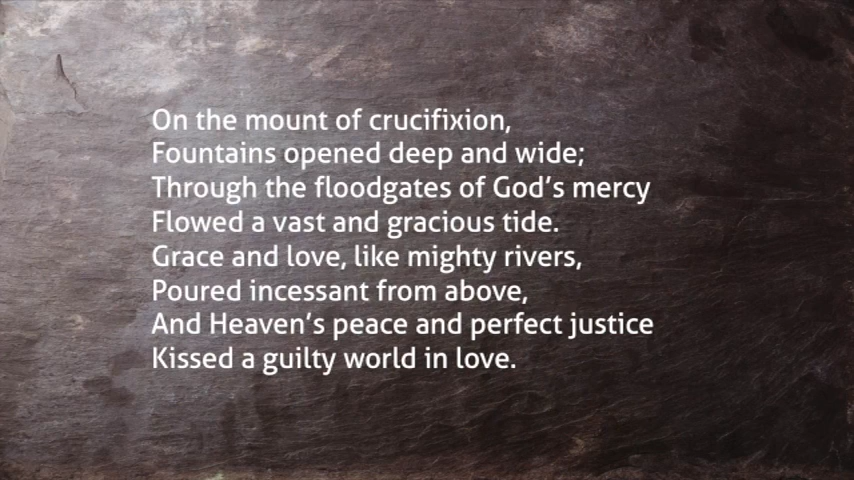 On the mount of crucifixion,
Fountains opened deep and wide;
Through the floodgates of God’s mercy
Flowed a vast and gracious tide.
Grace and love, like mighty rivers,
Poured incessant from above,
And Heaven’s peace and perfect justice
Kissed a guilty world in love.